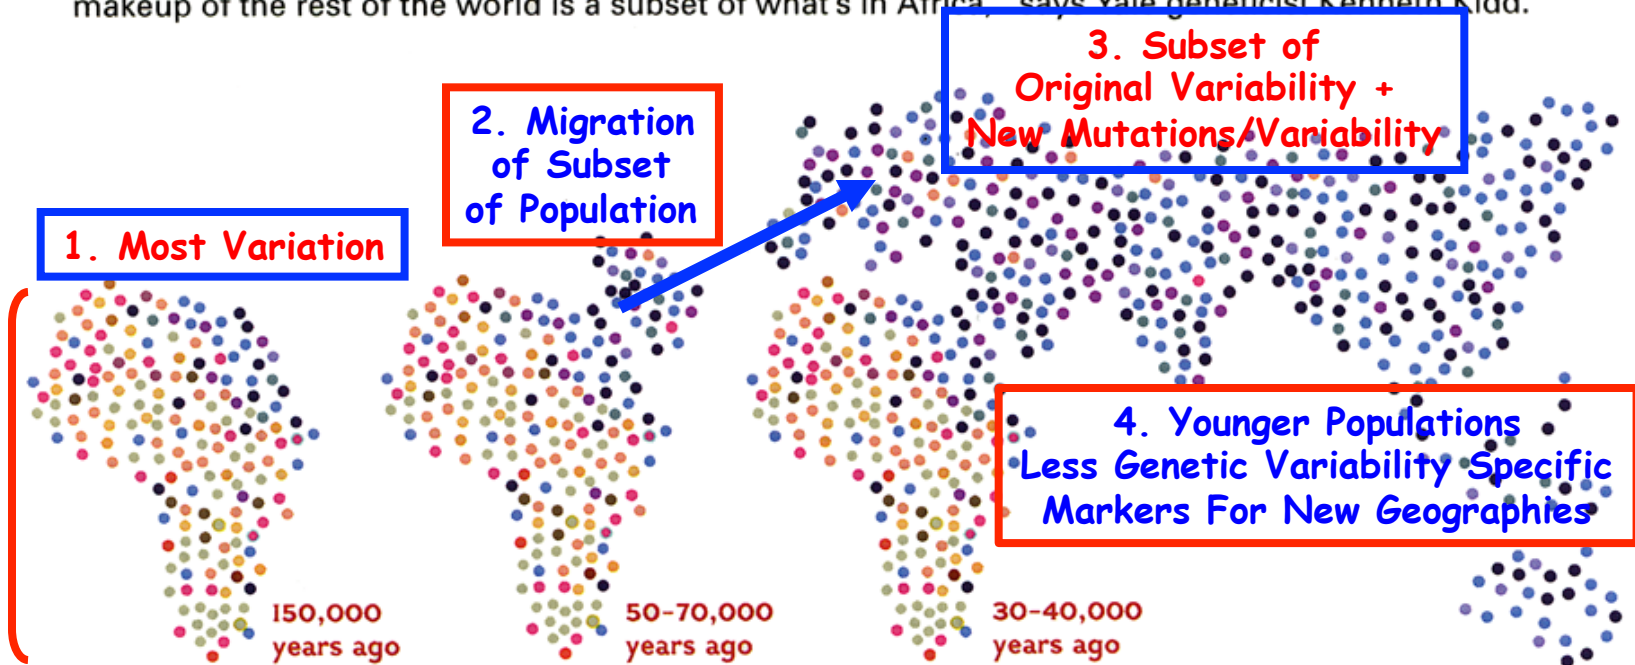 makeup of the rest of the world is a subset of what's in Africa," says Yale geneticist Kenneth Kidd.
3. Subset of
Original Variability +
New Mutations/Variability
2. Migration
of Subset
of Population
1. Most Variation
4. Younger Populations
Less Genetic Variability Specific
Markers For New Geographies
150,000
years ago
50-70,000
years ago
30-40,000
years ago